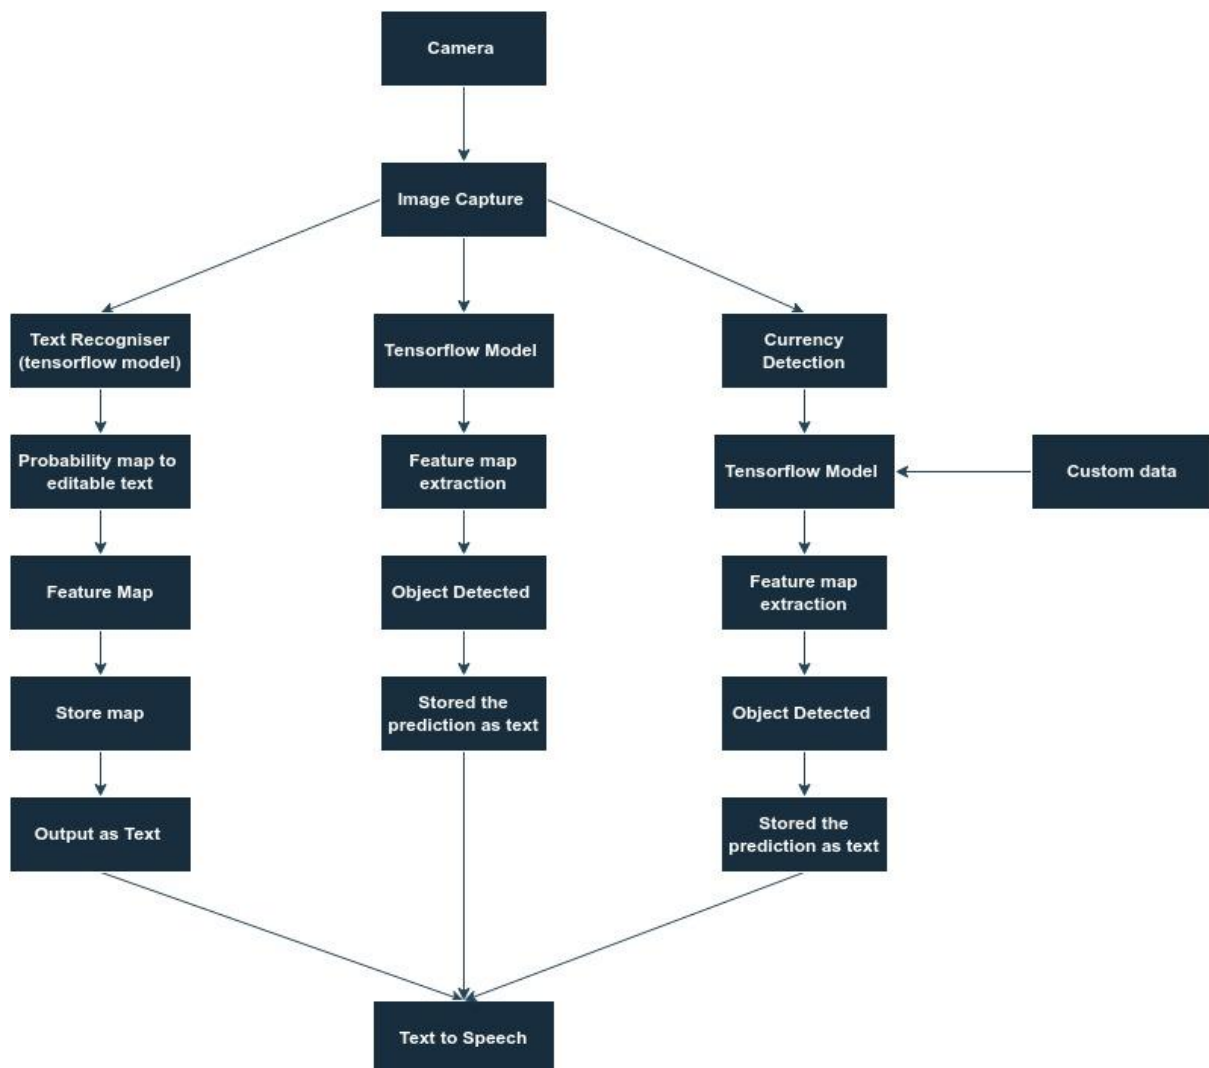 Camera
Image Capture
Text Recogniser
(tensorflow model)
Tensorflow Model
Currency
Detection
Probability map to
editable text
Feature map
extraction
Tensorflow Model
Custom data
Feature Map
Object Detected
Feature map
extraction
Store map
Stored the
prediction as text
Object Detected
Output as Text
Stored the
prediction as text
Text to Speech